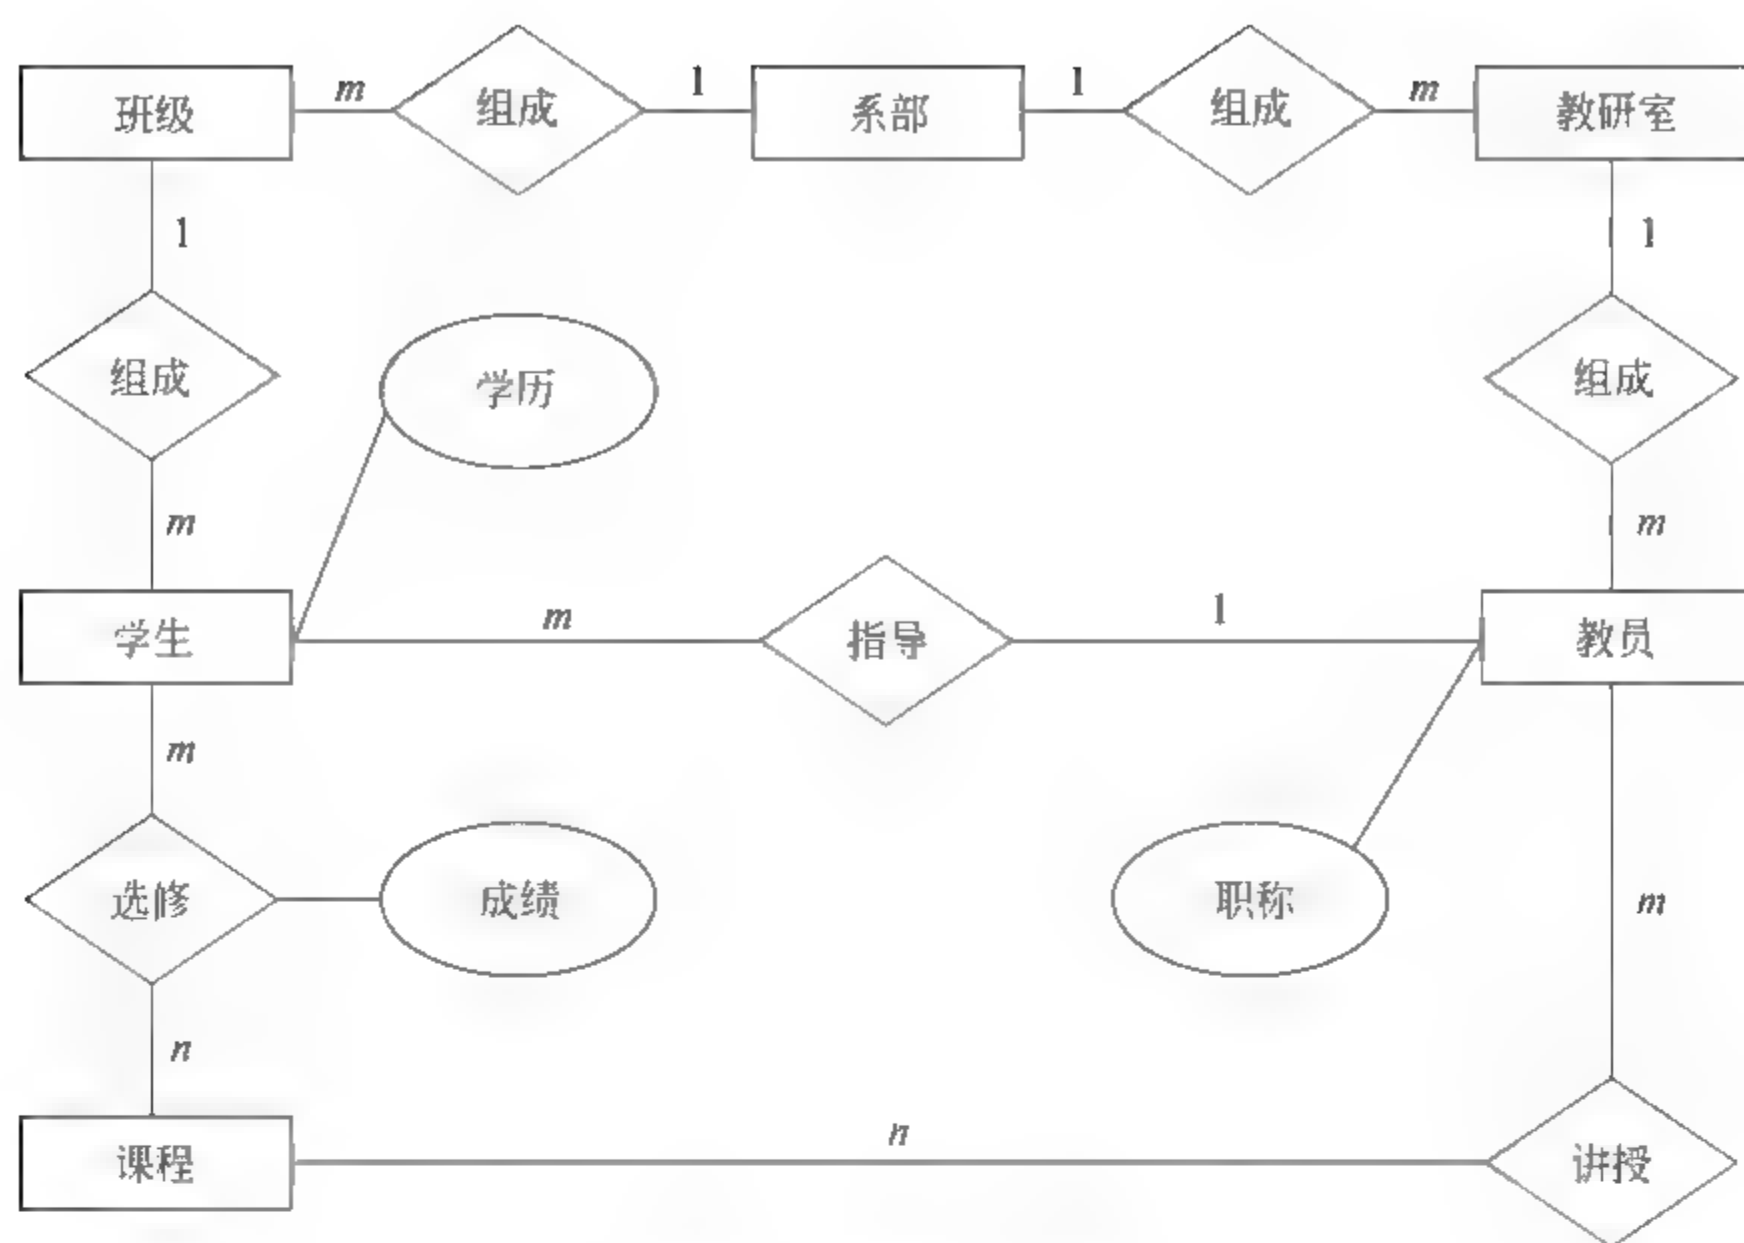 班级 m 组成 1 系部 1 组成 m 教研室
1 1
组成 学历 组成
m m
学生 m 指导 1 教员
m
选修 成绩 职称 m
n
课程 n 讲授